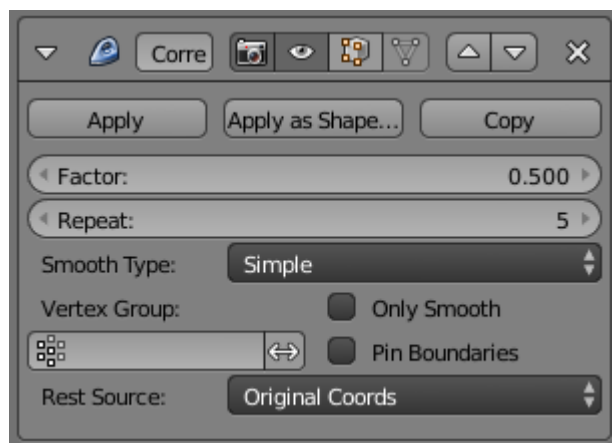 Corre
Apply Apply as Shape... Copy
Factor: 0.500
Repeat: 5
Smooth Type: Simple
Vertex Group: Only Smooth
Pin Boundaries
Rest Source: Original Coords